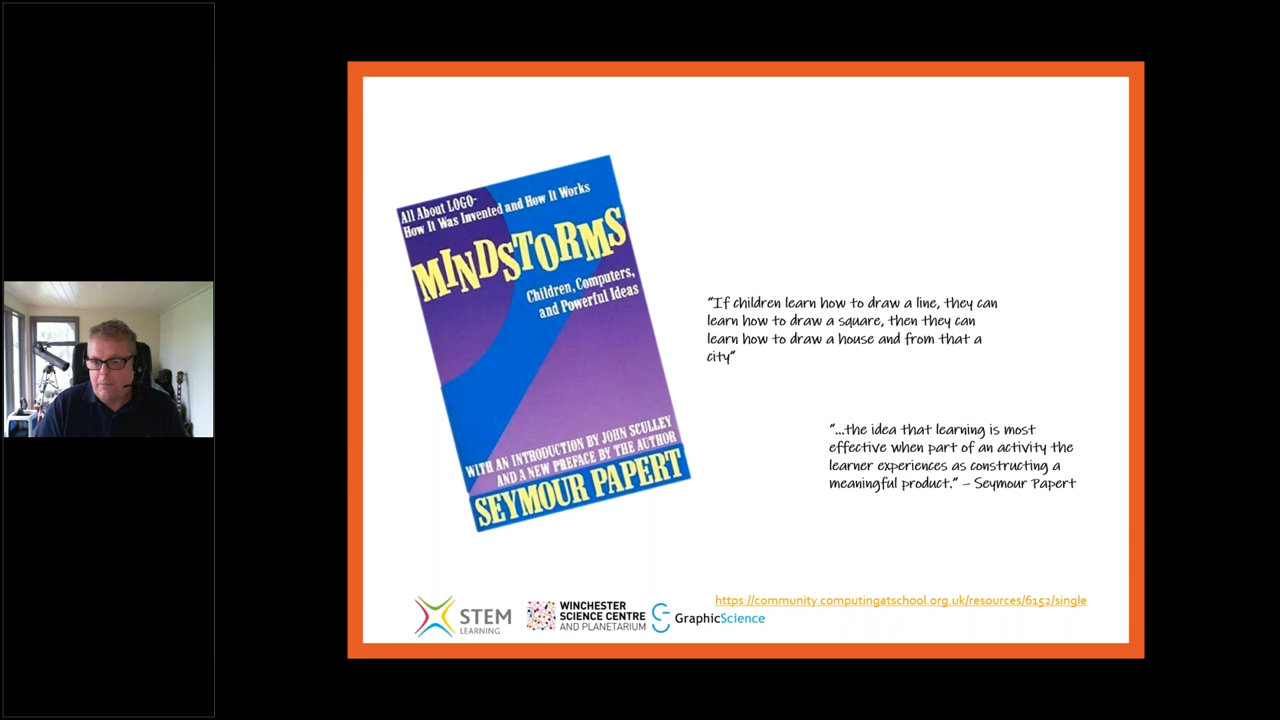 All About LOGO-
How It Was Invented and How It Works
MINDSTORMS
Children, Computers,
and Powerful Ideas
WITH AN INTRODUCTION BY JOHN SCULLEY
AND A NEW PREFACE BY THE AUTHOR
SEYMOUR PAPERT
"If children learn how to draw a line, they can
learn how to draw a square, then they can
learn how to draw a house and from that a
city"
"...the idea that learning is most
effective when part of an activity the
learner experiences as constructing a
meaningful product." – Seymour Papert
https://community.computingatschool.org.uk/resources/6152/single
STEM
LEARNING
WINCHESTER
SCIENCE CENTRE
AND PLANETARIUM
GraphicScience